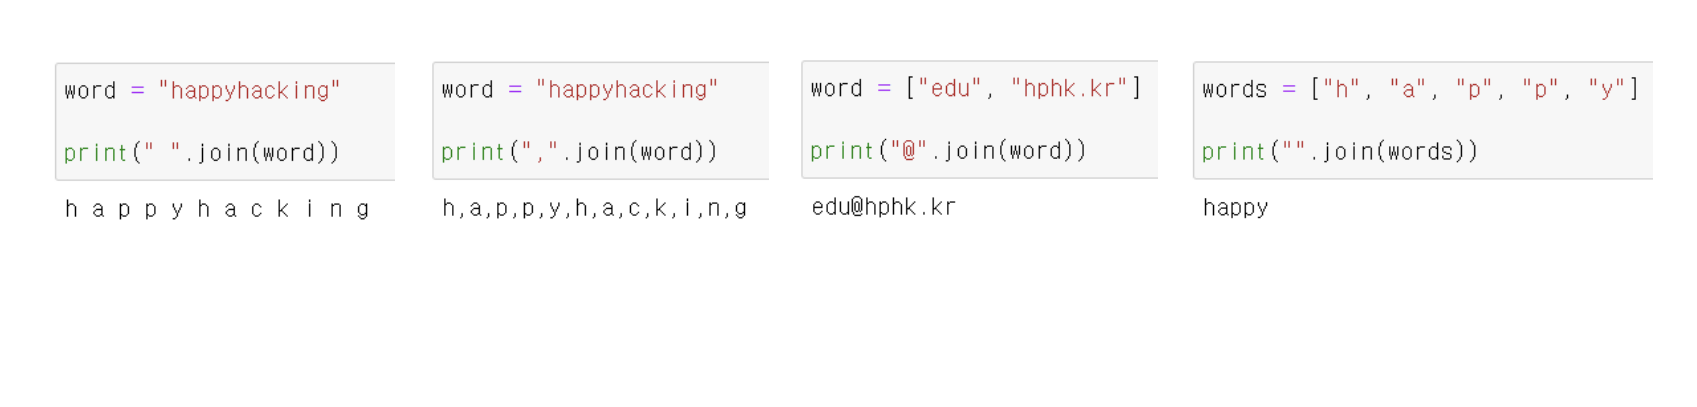 word = "happyhacking"
print(" ".join(word))
h a p p y h a c k i n g
word = "happyhacking"
print(",".join(word))
h,a,p,p,y,h,a,c,k,i,n,g
word = ["edu", "hphk.kr"]
print("@".join(word))
edu@hphk.kr
words = ["h", "a", "p", "p", "y"]
print("".join(words))
happy